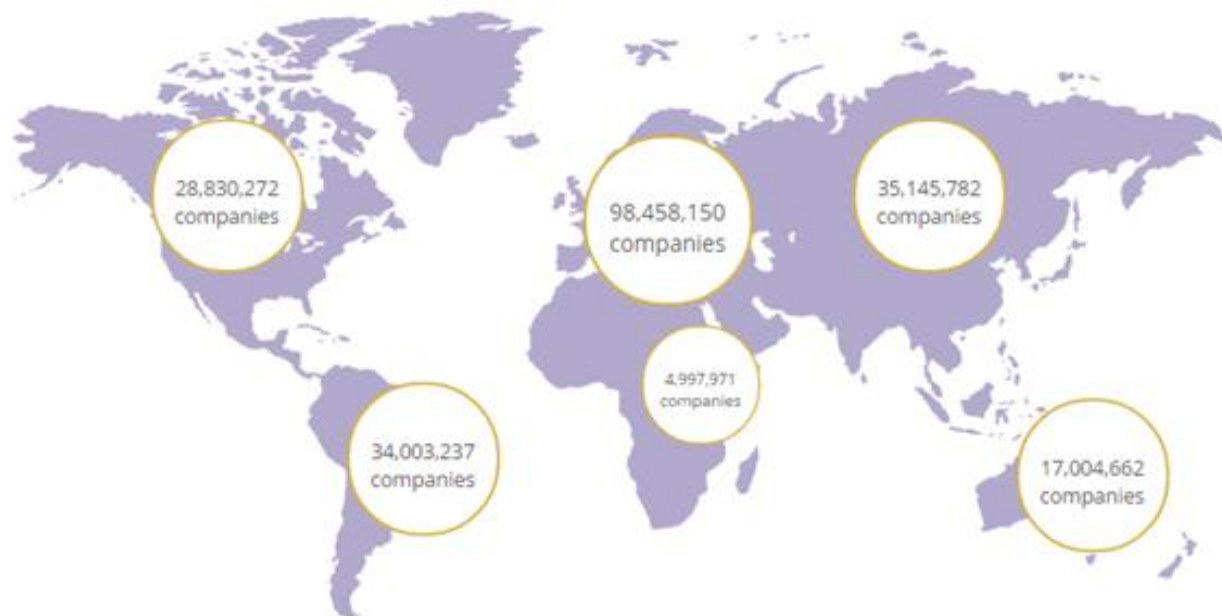 28,830,272
companies
98,458,150
companies
35,145,782
companies
4,997,971
companies
34,003,237
companies
17,004,662
companies